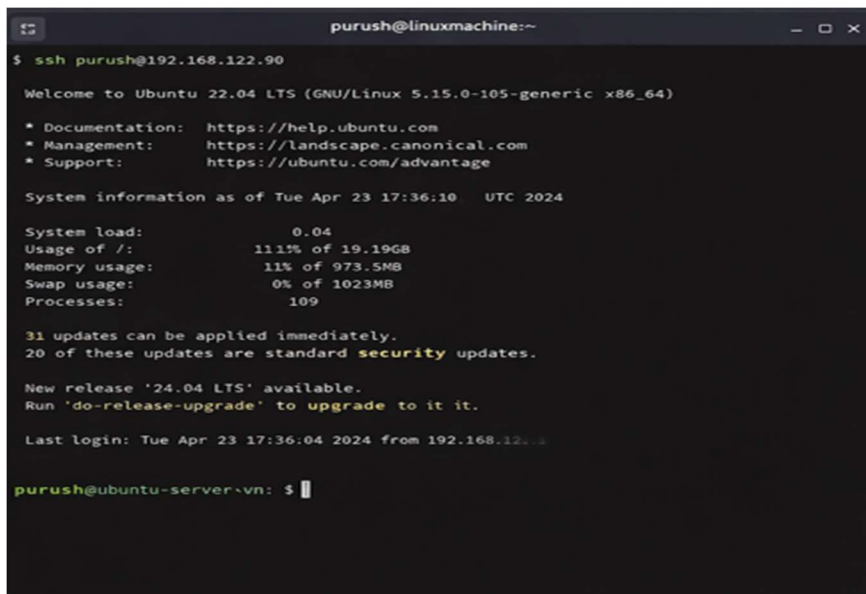 purush@linuxmachine:~
$ ssh purush@192.168.122.90
Welcome to Ubuntu 22.04 LTS (GNU/Linux 5.15.0-105-generic x86_64)
* Documentation: https://help.ubuntu.com
* Management: https://landscape.canonical.com
* Support: https://ubuntu.com/advantage
System information as of Tue Apr 23 17:36:10 UTC 2024
System load: 0.04
Usage of /: of 19.19GB
Memory usage: 11% of 973.5MB
Swap usage: 0% of 1023MB
Processes: 109
31 updates can be applied immediately.
20 of these updates are standard security updates.
New release '24.04 LTS' available.
Run 'do-release-upgrade' to upgrade to it it.
Last login: Tue Apr 23 17:36:04 2024 from
purush@ubuntu-server-vn: $